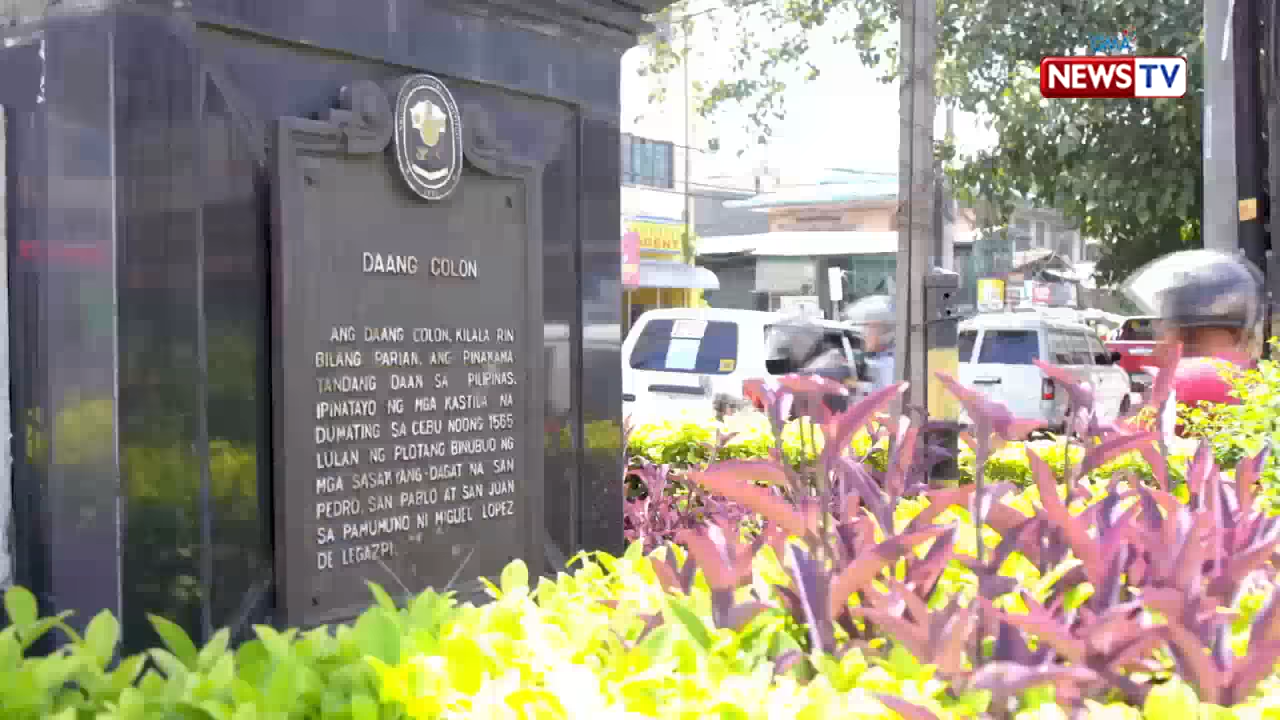 GMA
NEWS TV
DAANG COLON
ANG DAANG COLON, KILALA RIN
BILANG PARIAN, ANG PINAKAMA
TANDANG DAAN SA PILIPINAS.
IPINATAYO NG MGA KASTILA NA
DUMATING SA CEBU NOONG 1565
LULAN NG PLOTANG BINUBUO NG
MGA SASAKYANG-DAGAT NA SAN
PEDRO, SAN PABLO AT SAN JUAN
SA PAMUMUNO NI MIGUEL LOPEZ
DE LEGAZPI.